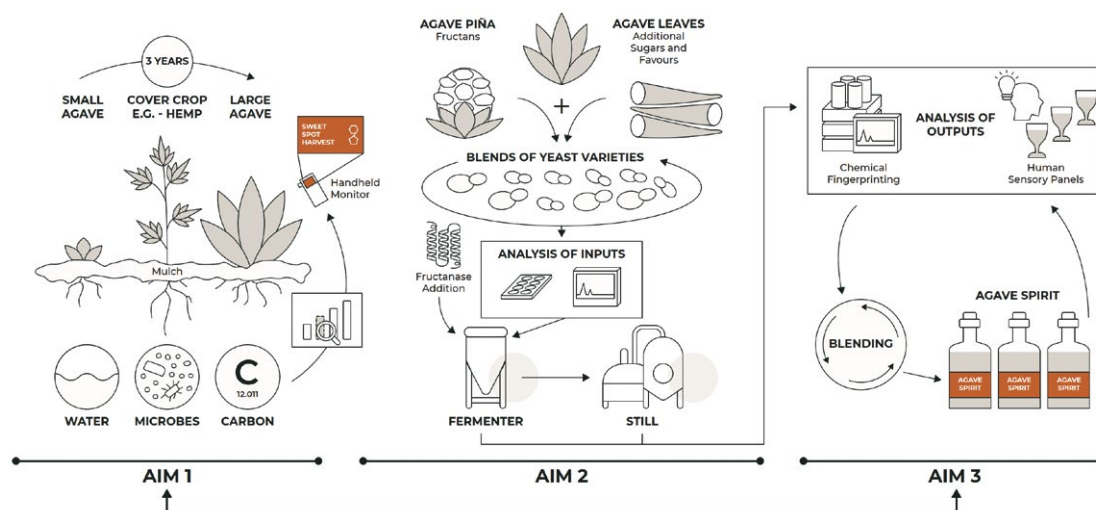 3 YEARS
SMALL
AGAVE
COVER CROP
E.G. - HEMP
LARGE
AGAVE
SWEET
SPOT
HARVEST
Handheld
Monitor
Mulch
C
12.011
WATER
MICROBES
CARBON
AIM 1
AGAVE PIÑA
Fructans
AGAVE LEAVES
Additional
Sugars and
Favours
+
BLENDS OF YEAST VARIETIES
Fructanase
Addition
ANALYSIS OF INPUTS
FERMENTER
STILL
AIM 2
ANALYSIS OF
OUTPUTS
Chemical
Fingerprinting
Human
Sensory Panels
BLENDING
AGAVE SPIRIT
AGAVE
SPIRIT
AGAVE
SPIRIT
AGAVE
SPIRIT
AIM 3